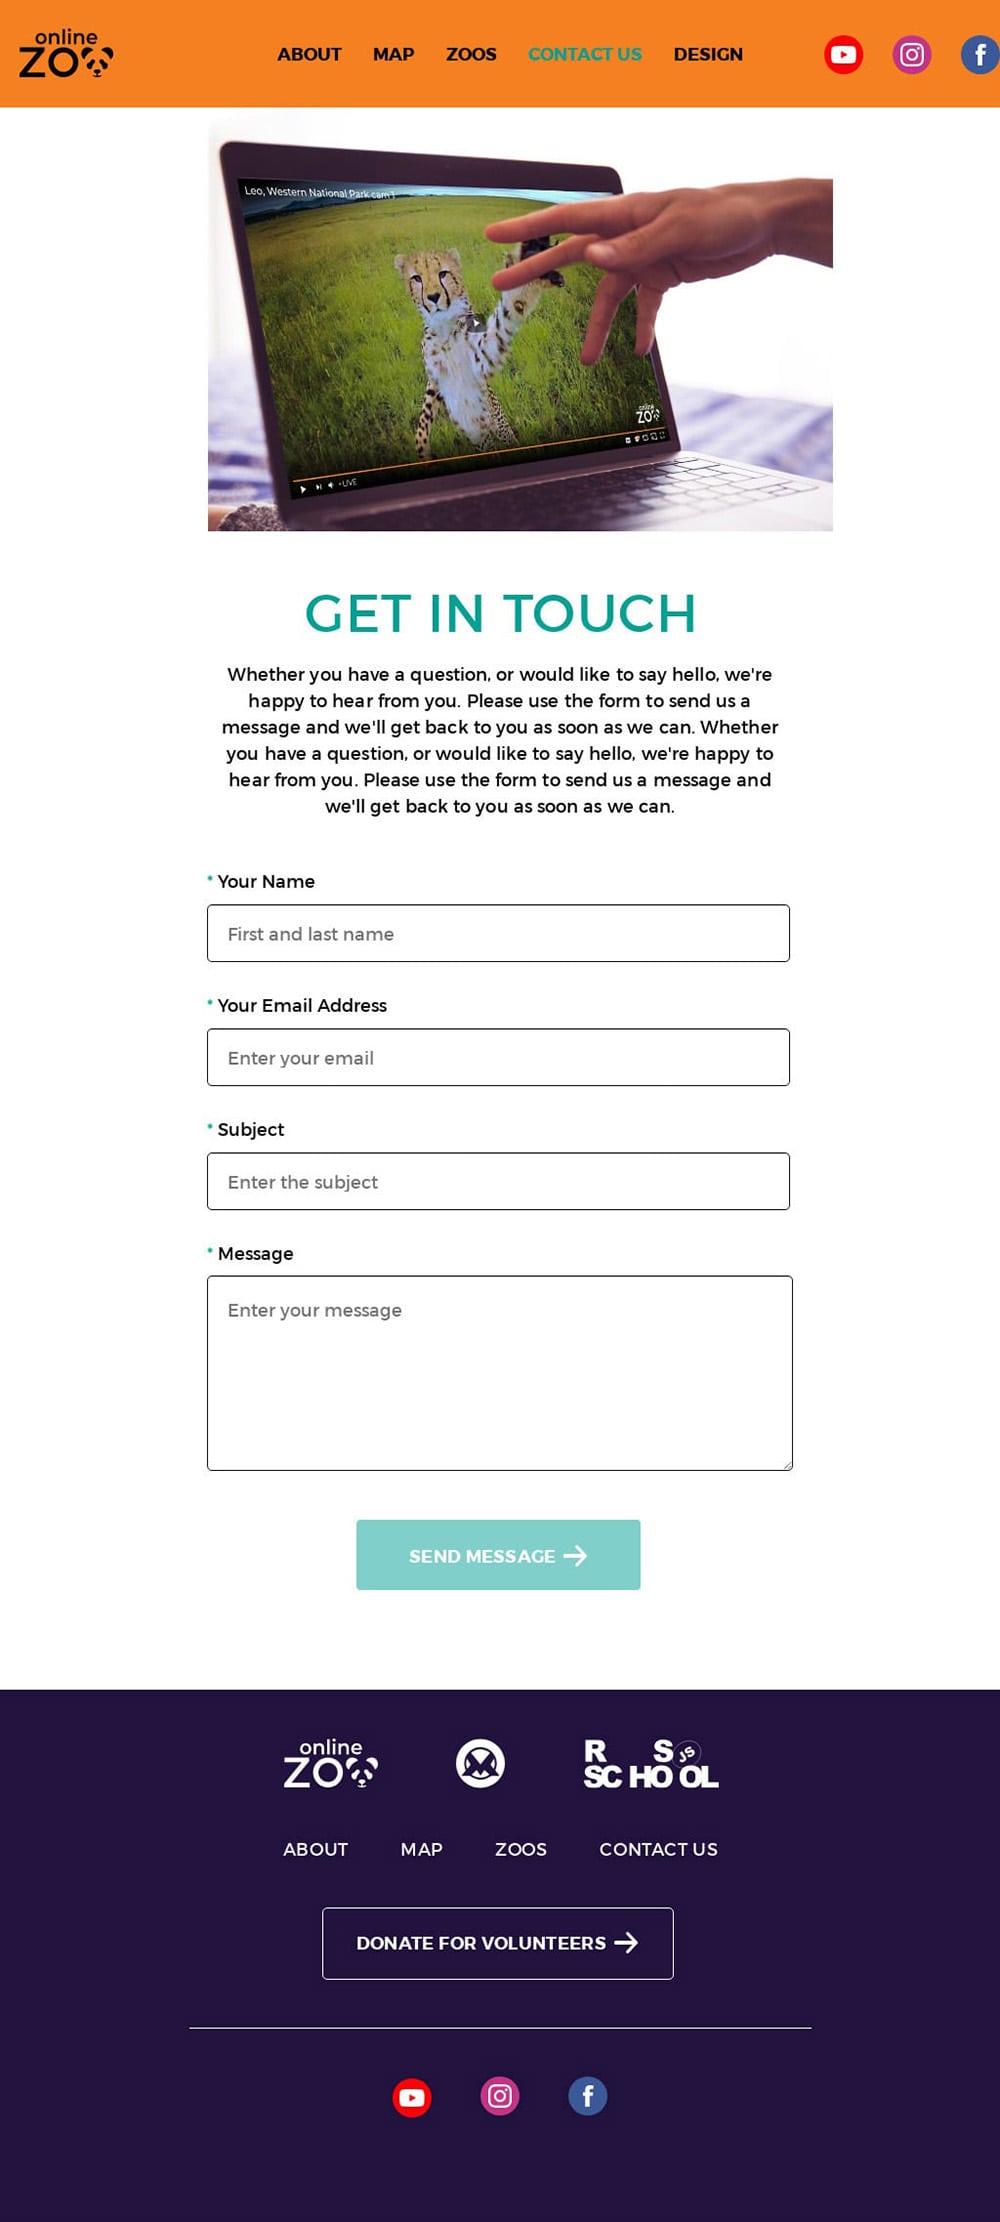 online
ZOO
ABOUT MAP ZOOS CONTACT US DESIGN
Leo, Western National Park cam 1
online
ZOO
• LIVE
GET IN TOUCH
Whether you have a question, or would like to say hello, we're
happy to hear from you. Please use the form to send us a
message and we'll get back to you as soon as we can. Whether
you have a question, or would like to say hello, we're happy to
hear from you. Please use the form to send us a message and
we'll get back to you as soon as we can.
* Your Name
First and last name
* Your Email Address
Enter your email
* Subject
Enter the subject
* Message
Enter your message
SEND MESSAGE
online
ZOO
RS JS
SCHOOL
ABOUT MAP ZOOS CONTACT US
DONATE FOR VOLUNTEERS